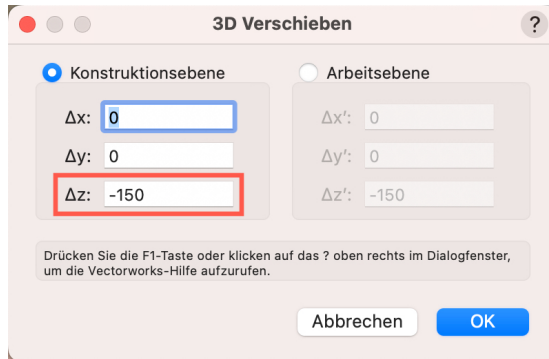 3D Verschieben
?
Konstruktionsebene
Arbeitsebene
Δx: 0
Δx′: 0
Δy: 0
Δy′: 0
Δz: -150
Δz′: -150
Drücken Sie die F1-Taste oder klicken auf das ? oben rechts im Dialogfenster,
um die Vectorworks-Hilfe aufzurufen.
Abbrechen
OK